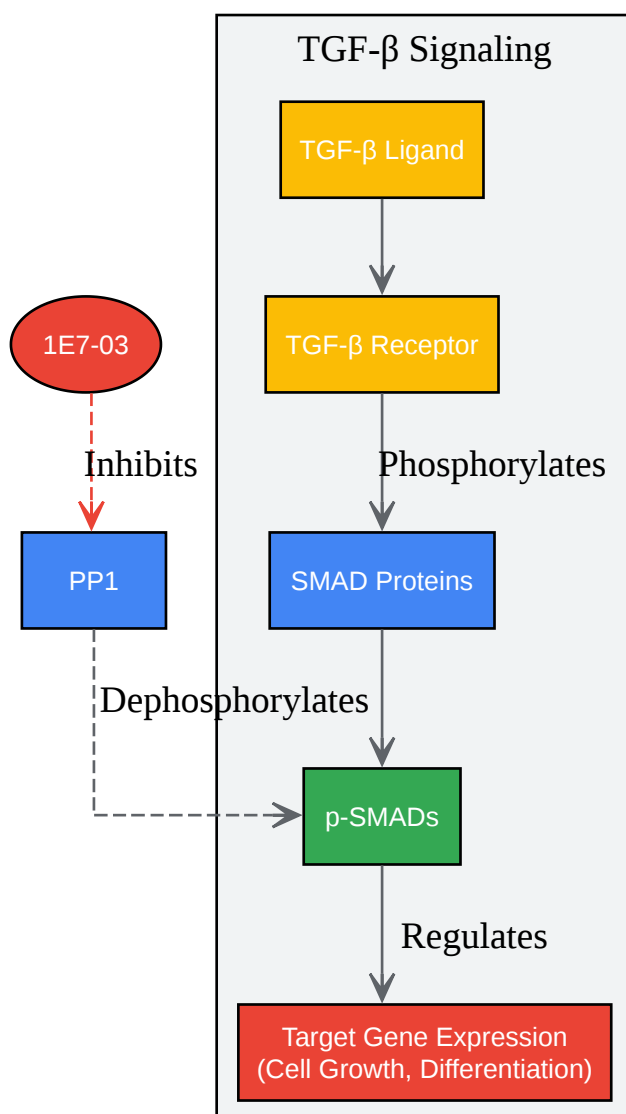 TGF-β Signaling
TGF-β Ligand
1E7-03
TGF-β Receptor
Inhibits
Phosphorylates
PP1
SMAD Proteins
Dephosphorylates
p-SMADs
Regulates
Target Gene Expression
(Cell Growth, Differentiation)